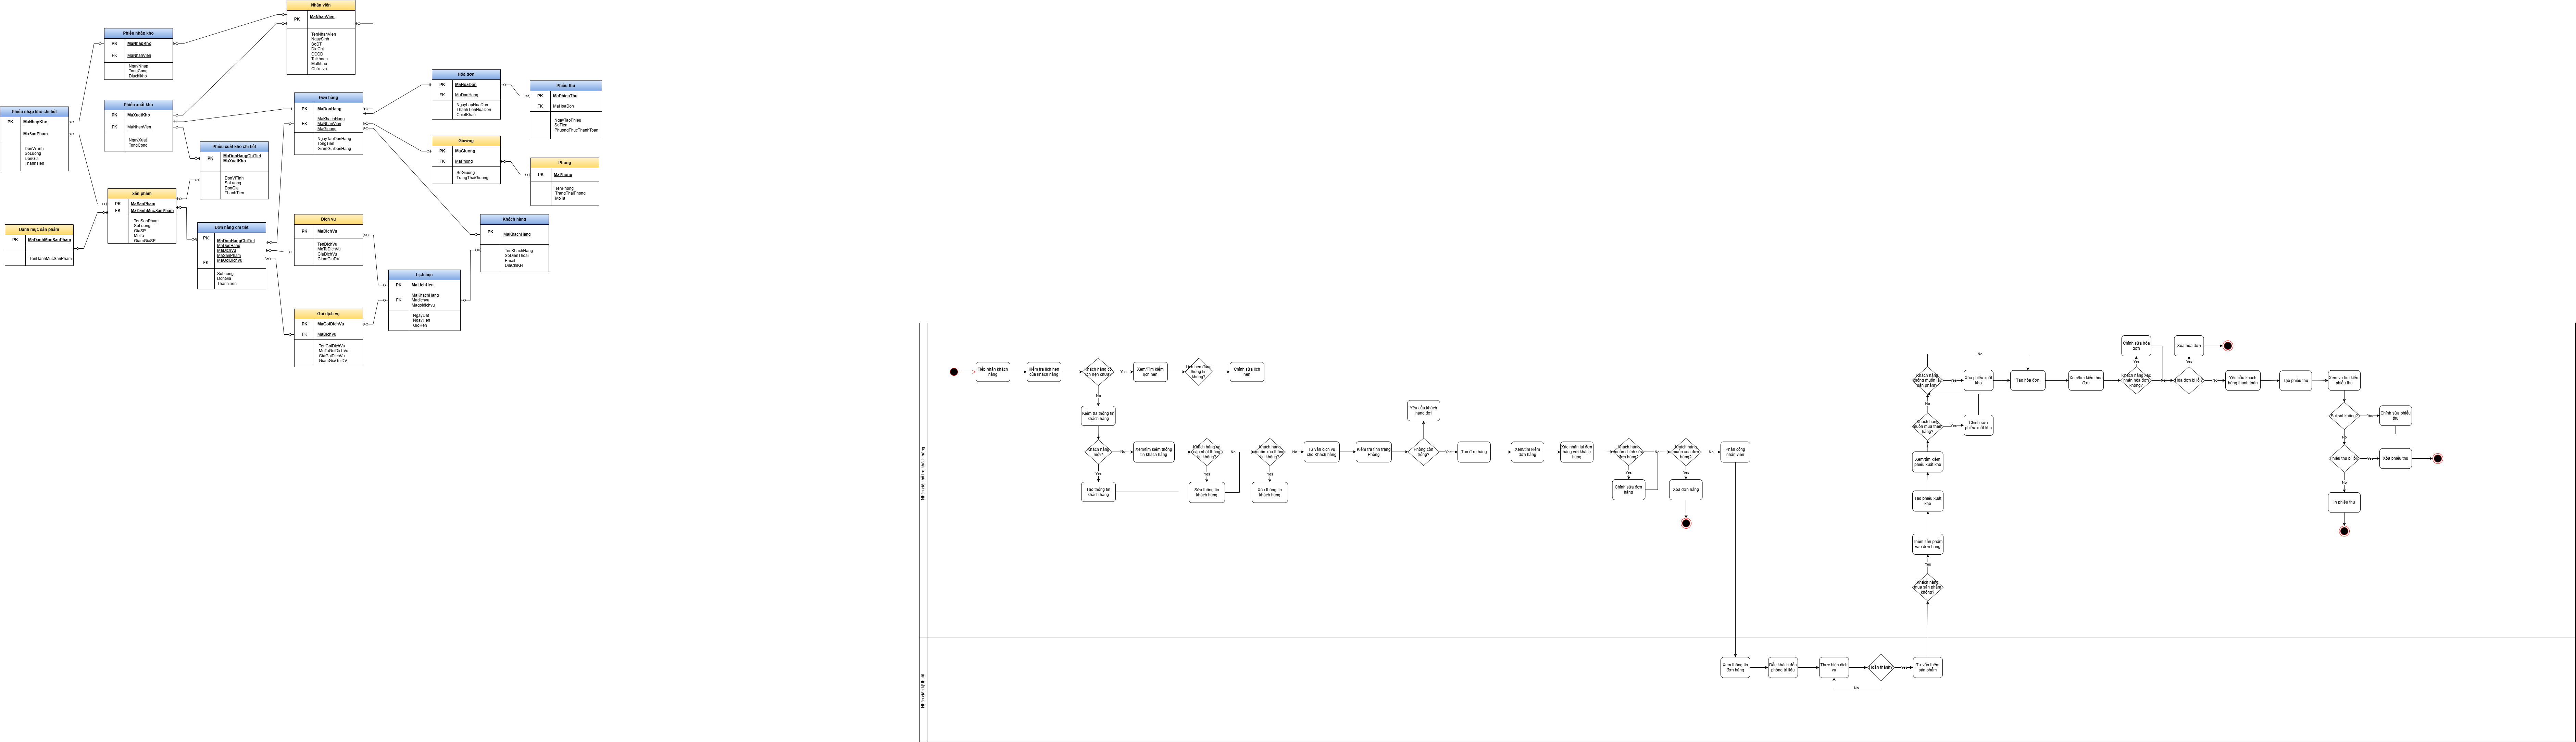 Nhân viên
PK
MaNhanVien
TenNhanVien
NgaySinh
SoDT
DiaChi
CCCD
Taikhoan
Matkhau
Chức vụ
Phiếu nhập kho
PK
MaNhapKho
FK
MaNhanVien
NgayNhap
TongCong
Diachikho
Phiếu xuất kho
PK
MaXuatKho
FK
MaNhanVien
NgayXuat
TongCong
Phiếu nhập kho chi tiết
PK
MaNhapKho
MaSanPham
DonViTinh
SoLuong
DonGia
ThanhTien
Phiếu xuất kho chi tiết
PK
MaDonHangChiTiet
MaXuatKho
DonViTinh
SoLuong
DonGia
ThanhTien
Sản phẩm
PK
MaSanPham
FK
MaDanhMucSanPham
TenSanPham
SoLuong
GiaSP
MoTa
GiamGiaSP
Danh mục sản phẩm
PK
MaDanhMucSanPham
TenDanhMucSanPham
Đơn hàng
PK
MaDonHang
FK
MaKhachHang
MaNhanVien
MaGiuong
NgayTaoDonHang
TongTien
GiamGiaDonHang
Đơn hàng chi tiết
PK
MaDonHangChiTiet
MaDonHang
MaDichVu
MaSanPham
MaGoiDichVu
FK
SoLuong
DonGia
ThanhTien
Hóa đơn
PK
MaHoaDon
FK
MaDonHang
NgayLapHoaDon
ThanhTienHoaDon
ChietKhau
Phiếu thu
PK
MaPhieuThu
FK
MaHoaDon
NgayTaoPhieu
SoTien
PhuongThucThanhToan
Giường
PK
MaGiuong
FK
MaPhong
SoGiuong
TrangThaiGiuong
Phòng
PK
MaPhong
TenPhong
TrangThaiPhong
MoTa
Dịch vụ
PK
MaDichVu
TenDichVu
MoTaDichVu
GiaDichVu
GiamGiaDV
Khách hàng
PK
MaKhachHang
TenKhachHang
SoDienThoai
Email
DiaChiKH
Lịch hẹn
PK
MaLichHen
FK
MaKhachHang
Madichvu
Magoidichvu
NgayDat
NgayHen
GioHen
Gói dịch vụ
PK
MaGoiDichVu
FK
MaDichVu
TenGoiDichVu
MoTaGoiDichVu
GiaGoiDichVu
GiamGiaGoiDV
Nhân viên hỗ trợ khách hàng
Tiếp nhận khách
hàng
Kiểm tra lịch hẹn
của khách hàng
Khách hàng có
lịch hẹn chưa?
Yes
Xem/Tìm kiếm
lịch hẹn
Lịch hẹn đúng
thông tin
không?
Chỉnh sửa lịch
hẹn
No
Kiểm tra thông tin
khách hàng
Khách hàng
mới?
No
Xem/tìm kiếm thông
tin khách hàng
Yes
Tạo thông tin
khách hàng
Khách hàng có
cập nhật thông
tin không?
No
Yes
Sửa thông tin
khách hàng
Khách hàng
muốn xóa thông
tin không?
No
Yes
Xóa thông tin
khách hàng
Tư vấn dịch vụ
cho Khách hàng
Kiểm tra tình trạng
Phòng
Phòng còn
trống?
Yêu cầu khách
hàng đợi
Yes
Tạo đơn hàng
Xem/tìm kiếm
đơn hàng
Xác nhận lại đơn
hàng với khách
hàng
Khách hàng
muốn chỉnh sửa
đơn hàng?
No
Yes
Chỉnh sửa đơn
hàng
Khách hàng
muốn xóa đơn
hàng?
No
Yes
Xóa đơn hàng
Phân công
nhân viên
Khách hàng
không muốn lấy
sản phẩm?
No
Yes
Xóa phiếu xuất
kho
Tạo hóa đơn
Xem/tìm kiếm hóa
đơn
Khách hàng xác
nhận hóa đơn
không?
Yes
Chỉnh sửa hóa
đơn
No
Hóa đơn bị lỗi?
Yes
Xóa hóa đơn
No
Yêu cầu khách
hàng thanh toán
Tạo phiếu thu
Xem và tìm kiếm
phiếu thu
Sai sót không?
Yes
Chỉnh sửa phiếu
thu
No
Phiếu thu bị lỗi?
Yes
Xóa phiếu thu
No
In phiếu thu
No
Khách hàng
muốn mua thêm
hàng?
Yes
Chỉnh sửa
phiếu xuất kho
Xem/tìm kiếm
phiếu xuất kho
Tạo phiếu xuất
kho
Thêm sản phẩm
vào đơn hàng
Yes
Khách hàng
mua sản phẩm
không?
Nhân viên kĩ thuật
Xem thông tin
đơn hàng
Dẫn khách đến
phòng trị liệu
Thực hiện dịch
vụ
Hoàn thành?
Yes
No
Tư vấn thêm
sản phẩm